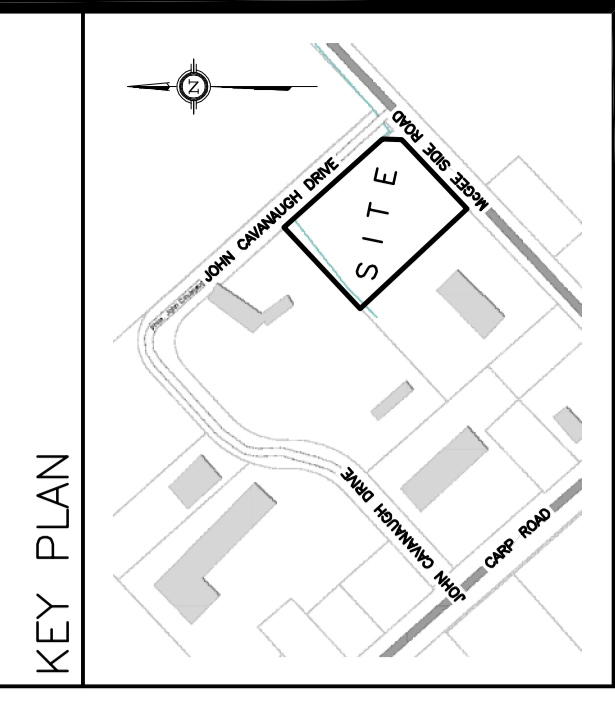 KEY PLAN
N
JOHN CAVANAUGH DRIVE
McGEE SIDE ROAD
SITE
JOHN CAVANAUGH DRIVE
CARP ROAD